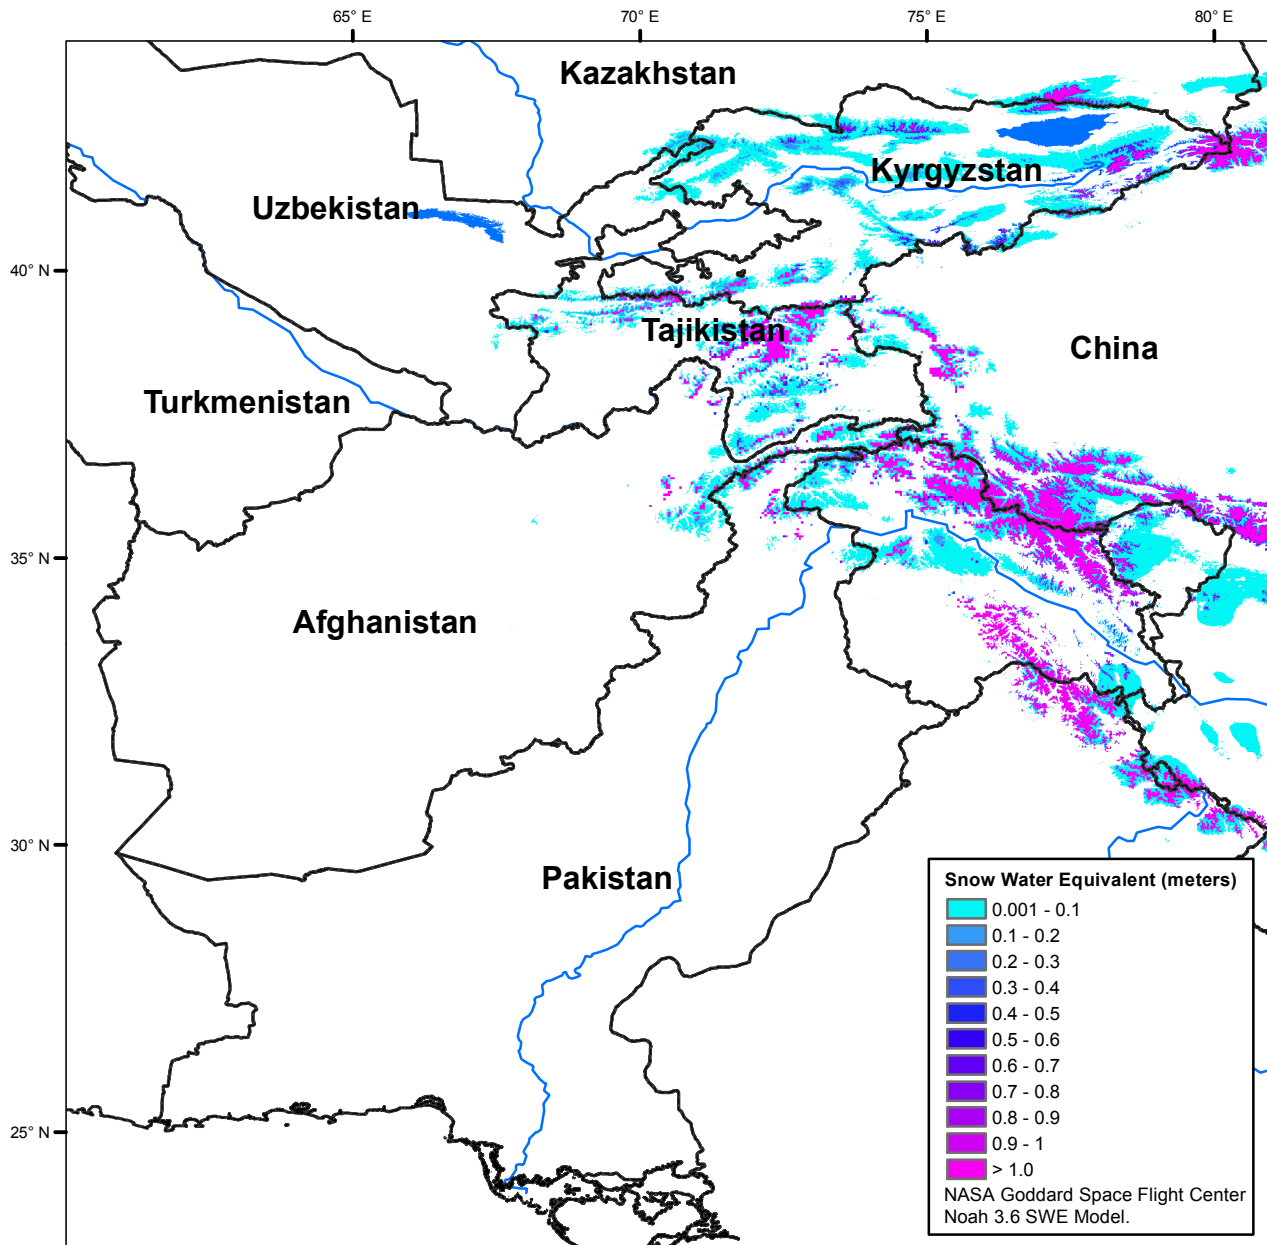 65° E
70° E
75° E
80° E
Kazakhstan
Kyrgyzstan
Uzbekistan
40° N
Tajikistan
China
Turkmenistan
35° N
Afghanistan
30° N
Pakistan
25° N
Snow Water Equivalent (meters)
0.001 - 0.1
0.1 - 0.2
0.2 - 0.3
0.3 - 0.4
0.4 - 0.5
0.5 - 0.6
0.6 - 0.7
0.7 - 0.8
0.8 - 0.9
0.9 - 1
> 1.0
NASA Goddard Space Flight Center
Noah 3.6 SWE Model.